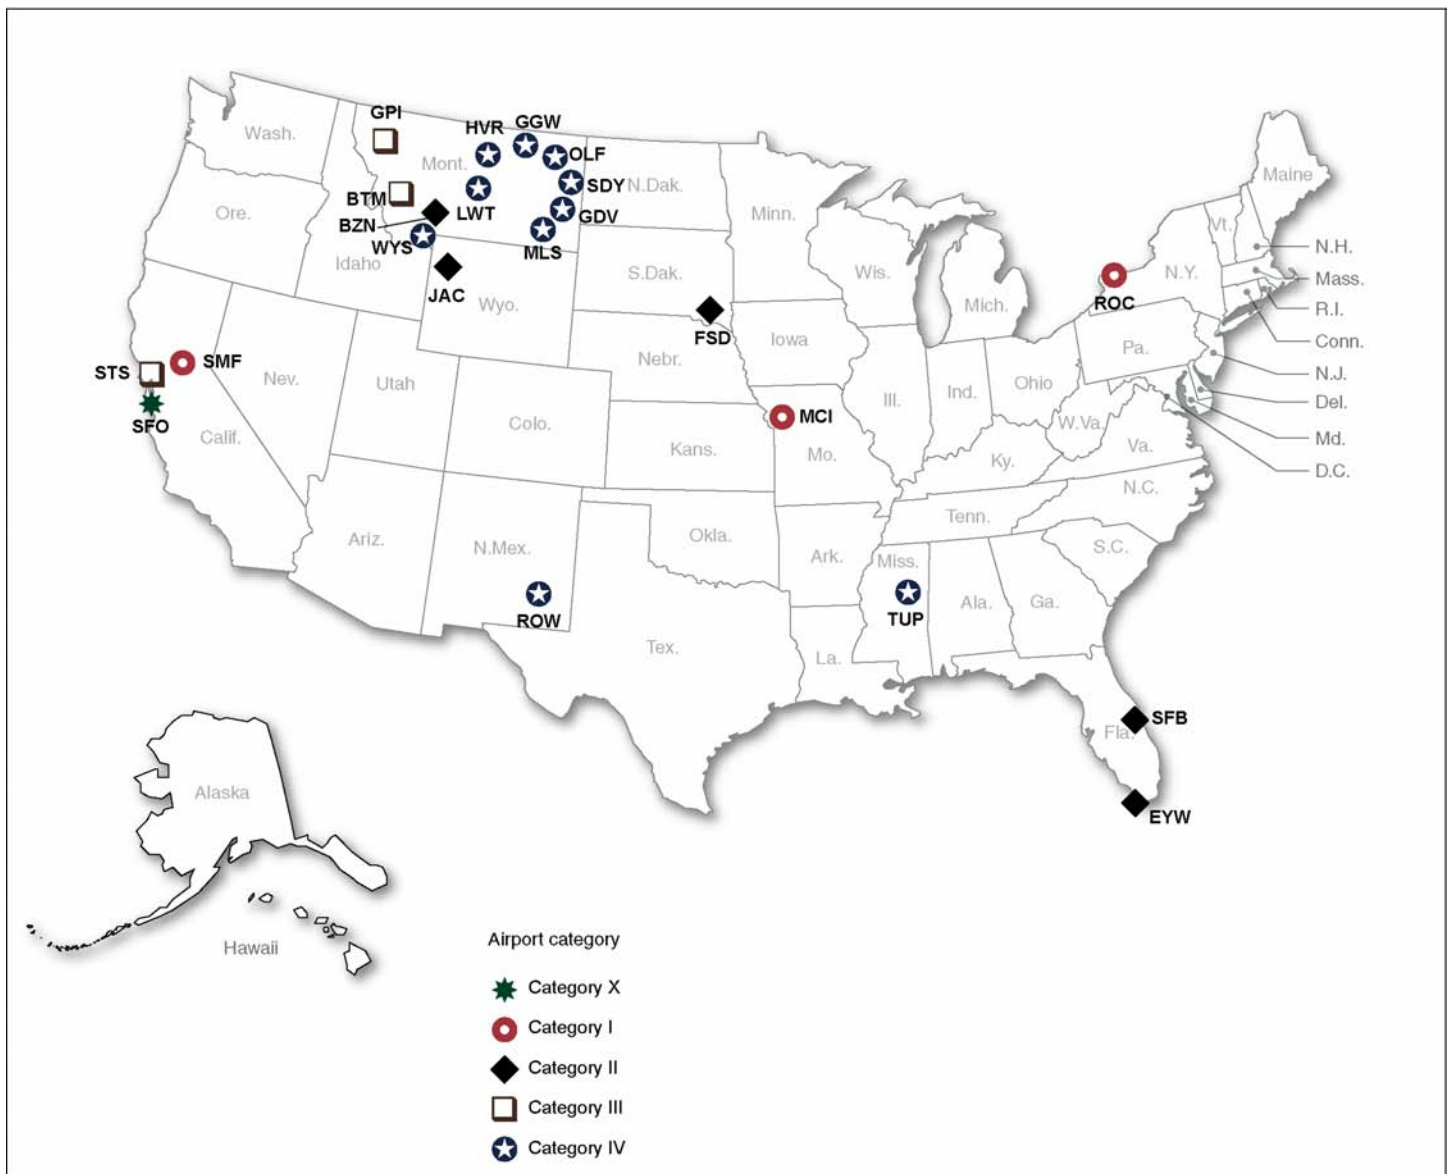 GPI
HVR
GGW
Wash.
Mont.
OLF
Maine
BTM
SDY
N.Dak.
Ore.
LWT
GDV
Minn.
Vt.
BZN
WYS
MLS
N.H.
Idaho
S.Dak.
Wis.
N.Y.
Mass.
JAC
Wyo.
Mich.
ROC
R.I.
FSD
Iowa
Pa.
Conn.
STS
SMF
Nebr.
N.J.
Nev.
Utah
Ohio
Ind.
Ill.
Del.
SFO
Calif.
Colo.
MCI
W.Va.
Md.
Kans.
Mo.
Ky.
Va.
D.C.
N.C.
Tenn.
Ariz.
N.Mex.
Okla.
Ark.
Miss.
S.C.
ROW
TUP
Ala.
Ga.
Tex.
La.
SFB
Fla.
Alaska
EYW
Hawaii
Airport category
Category X
Category I
Category II
Category III
Category IV